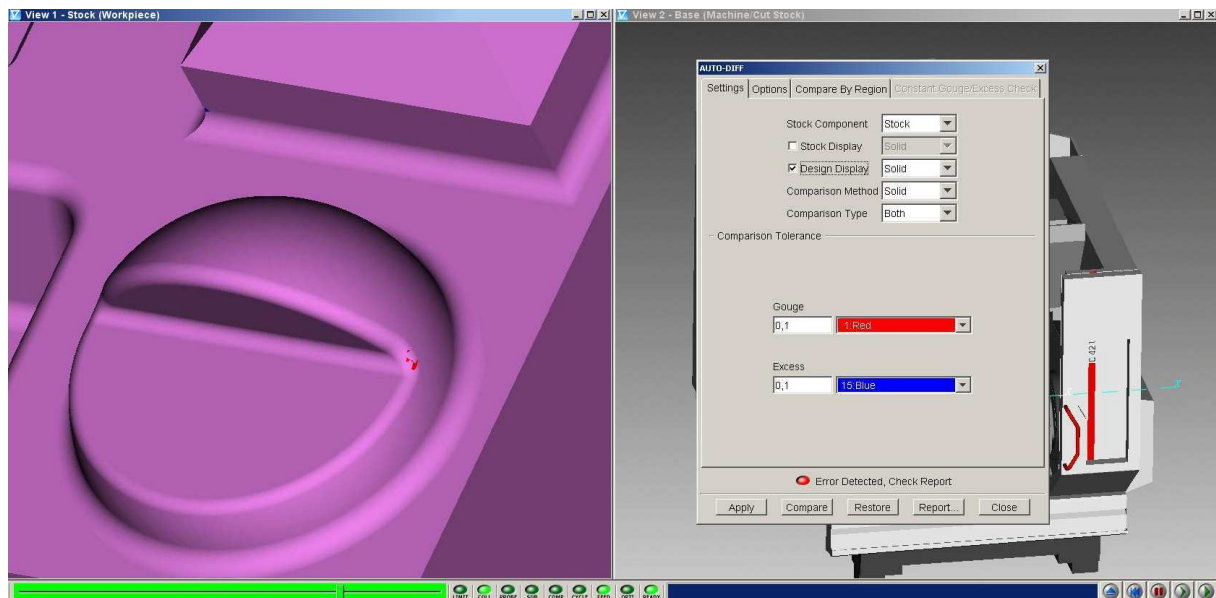 View 1 - Stock (Workpiece)
View 2 - Base (Machine/Cut Stock)
AUTO-DIFF
Settings Options Compare By Region Constant Gouge/Excess Check
Stock Component Stock
Stock Display Solid
Design Display Solid
Comparison Method Solid
Comparison Type Both
Comparison Tolerance
Gouge
0,1 1:Red
Excess
0,1 15:Blue
Error Detected, Check Report
Apply Compare Restore Report... Close
C 421
LIMIT COLL PROBE SUB COMP CYCLE FEED OPTI READY